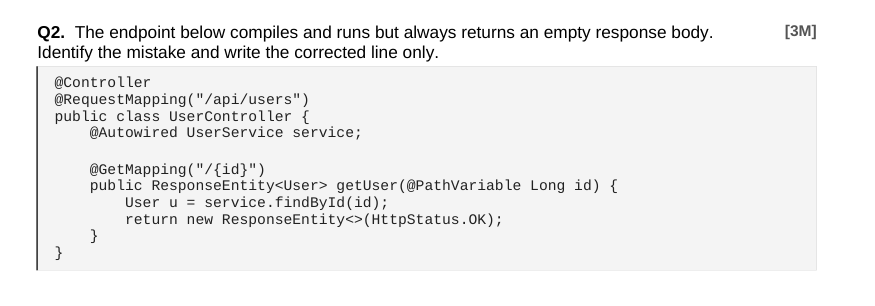 Q2. The endpoint below compiles and runs but always returns an empty response body. [3M]
Identify the mistake and write the corrected line only.
@Controller
@RequestMapping("/api/users")
public class UserController {
    @Autowired UserService service;

    @GetMapping("/{id}")
    public ResponseEntity<User> getUser(@PathVariable Long id) {
        User u = service.findById(id);
        return new ResponseEntity<>(HttpStatus.OK);
    }
}